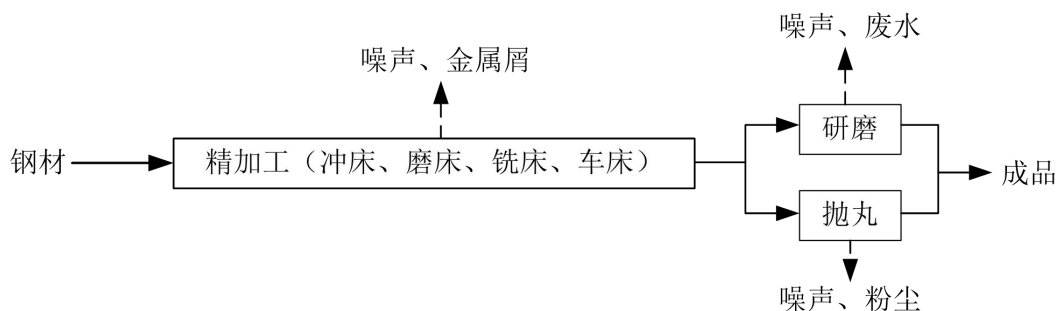 噪声、废水
噪声、金属屑
研磨
钢材
精加工（冲床、磨床、铣床、车床）
成品
抛丸
噪声、粉尘